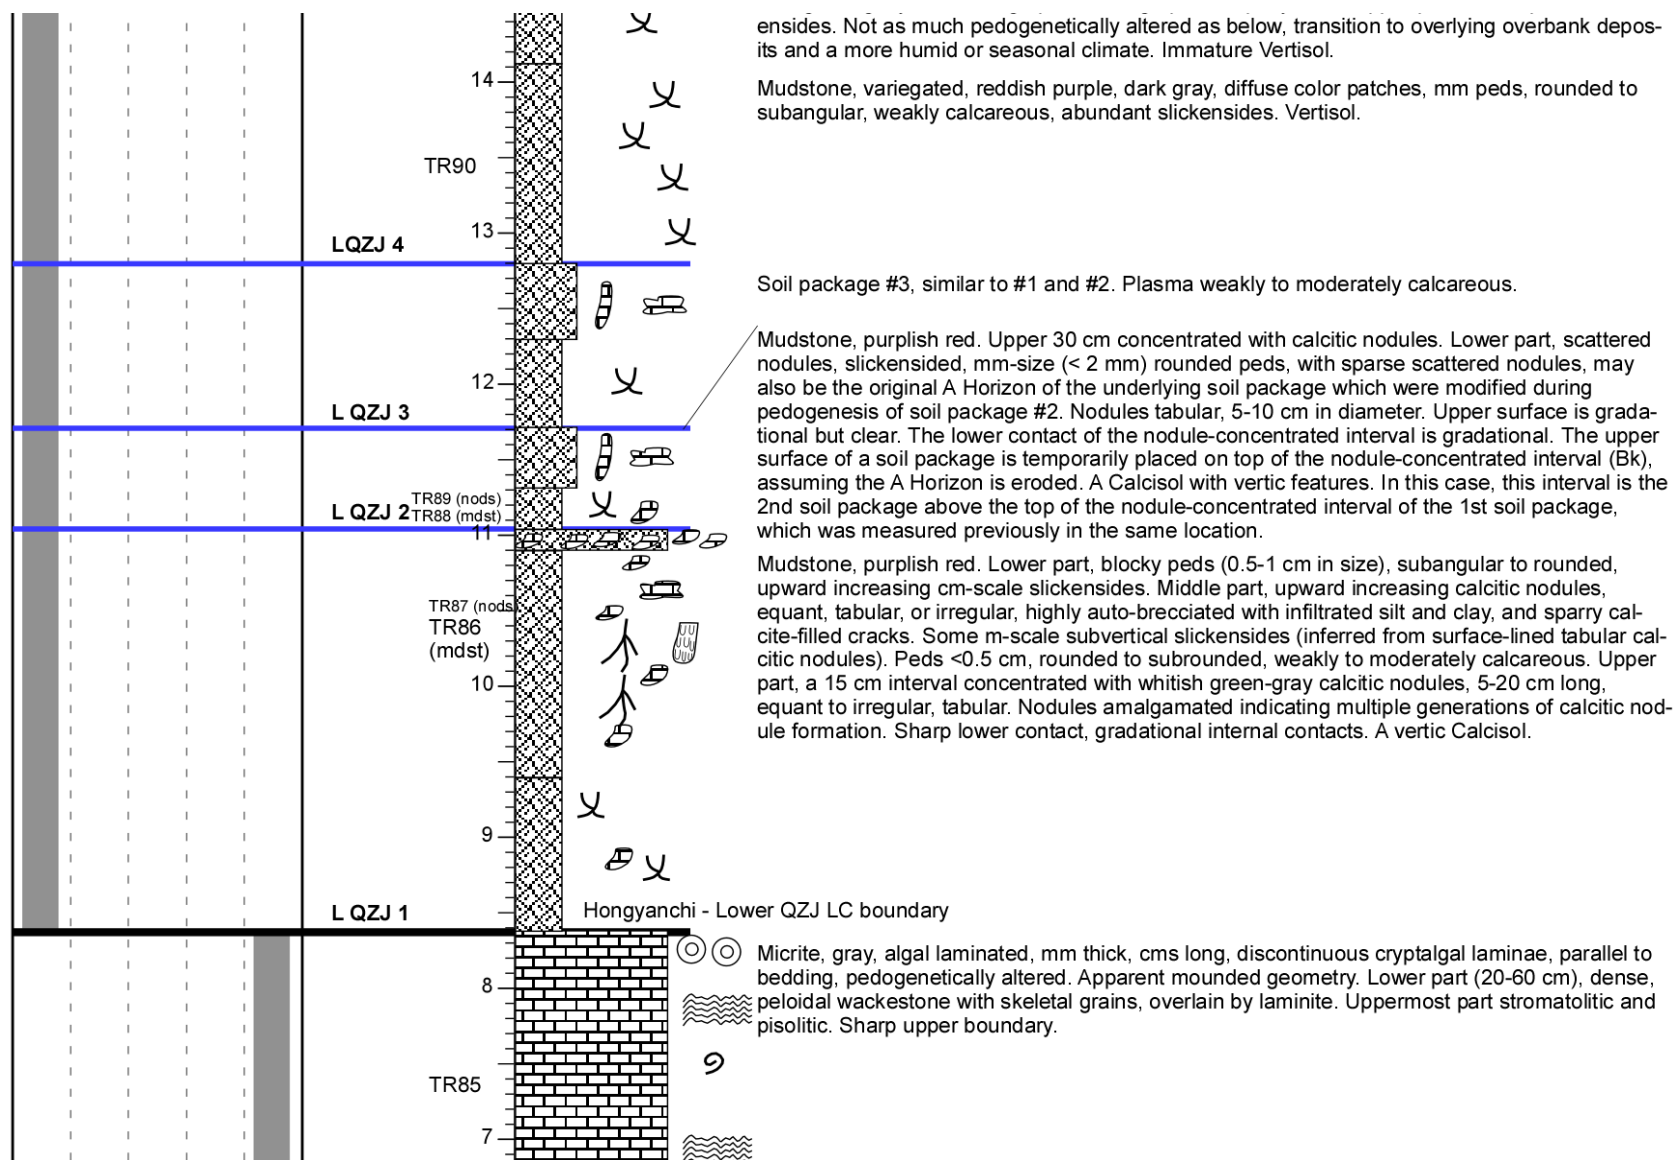 ensides. Not as much pedogenetically altered as below, transition to overlying overbank depos-
its and a more humid or seasonal climate. Immature Vertisol.
14
Mudstone, variegated, reddish purple, dark gray, diffuse color patches, mm peds, rounded to
subangular, weakly calcareous, abundant slickensides. Vertisol.
TR90
13
LQZJ 4
Soil package #3, similar to #1 and #2. Plasma weakly to moderately calcareous.
Mudstone, purplish red. Upper 30 cm concentrated with calcitic nodules. Lower part, scattered
nodules, slickensided, mm-size (< 2 mm) rounded peds, with sparse scattered nodules, may
also be the original A Horizon of the underlying soil package which were modified during
pedogenesis of soil package #2. Nodules tabular, 5-10 cm in diameter. Upper surface is grada-
tional but clear. The lower contact of the nodule-concentrated interval is gradational. The upper
surface of a soil package is temporarily placed on top of the nodule-concentrated interval (Bk),
assuming the A Horizon is eroded. A Calcisol with vertic features. In this case, this interval is the
2nd soil package above the top of the nodule-concentrated interval of the 1st soil package,
which was measured previously in the same location.
12
L QZJ 3
TR89 (nods)
L QZJ 2
TR88 (mdst)
11
Mudstone, purplish red. Lower part, blocky peds (0.5-1 cm in size), subangular to rounded,
upward increasing cm-scale slickensides. Middle part, upward increasing calcitic nodules,
equant, tabular, or irregular, highly auto-brecciated with infiltrated silt and clay, and sparry cal-
cite-filled cracks. Some m-scale subvertical slickensides (inferred from surface-lined tabular cal-
citic nodules). Peds <0.5 cm, rounded to subrounded, weakly to moderately calcareous. Upper
part, a 15 cm interval concentrated with whitish green-gray calcitic nodules, 5-20 cm long,
equant to irregular, tabular. Nodules amalgamated indicating multiple generations of calcitic nod-
ule formation. Sharp lower contact, gradational internal contacts. A vertic Calcisol.
TR87 (nods)
TR86
(mdst)
10
9
L QZJ 1
Hongyanchi - Lower QZJ LC boundary
Micrite, gray, algal laminated, mm thick, cms long, discontinuous cryptalgal laminae, parallel to
bedding, pedogenetically altered. Apparent mounded geometry. Lower part (20-60 cm), dense,
peloidal wackestone with skeletal grains, overlain by laminite. Uppermost part stromatolitic and
pisolitic. Sharp upper boundary.
8
TR85
7